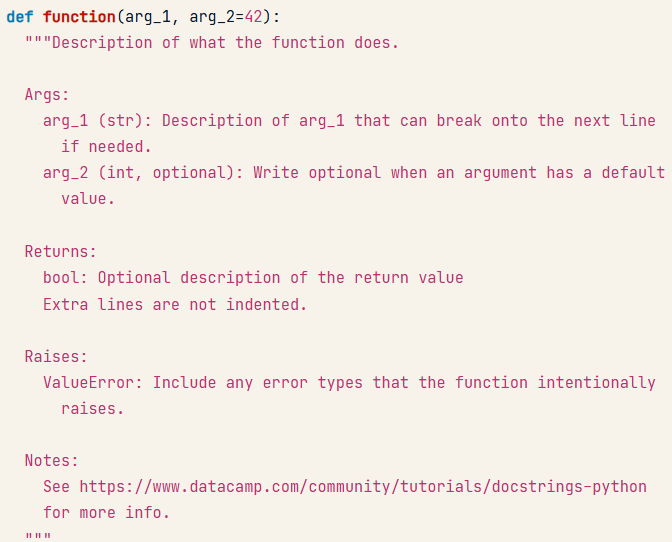 def function(arg_1, arg_2=42):
  """Description of what the function does.

  Args:
    arg_1 (str): Description of arg_1 that can break onto the next line
      if needed.
    arg_2 (int, optional): Write optional when an argument has a default
      value.

  Returns:
    bool: Optional description of the return value
    Extra lines are not indented.

  Raises:
    ValueError: Include any error types that the function intentionally
      raises.

  Notes:
    See https://www.datacamp.com/community/tutorials/docstrings-python
    for more info.
  """